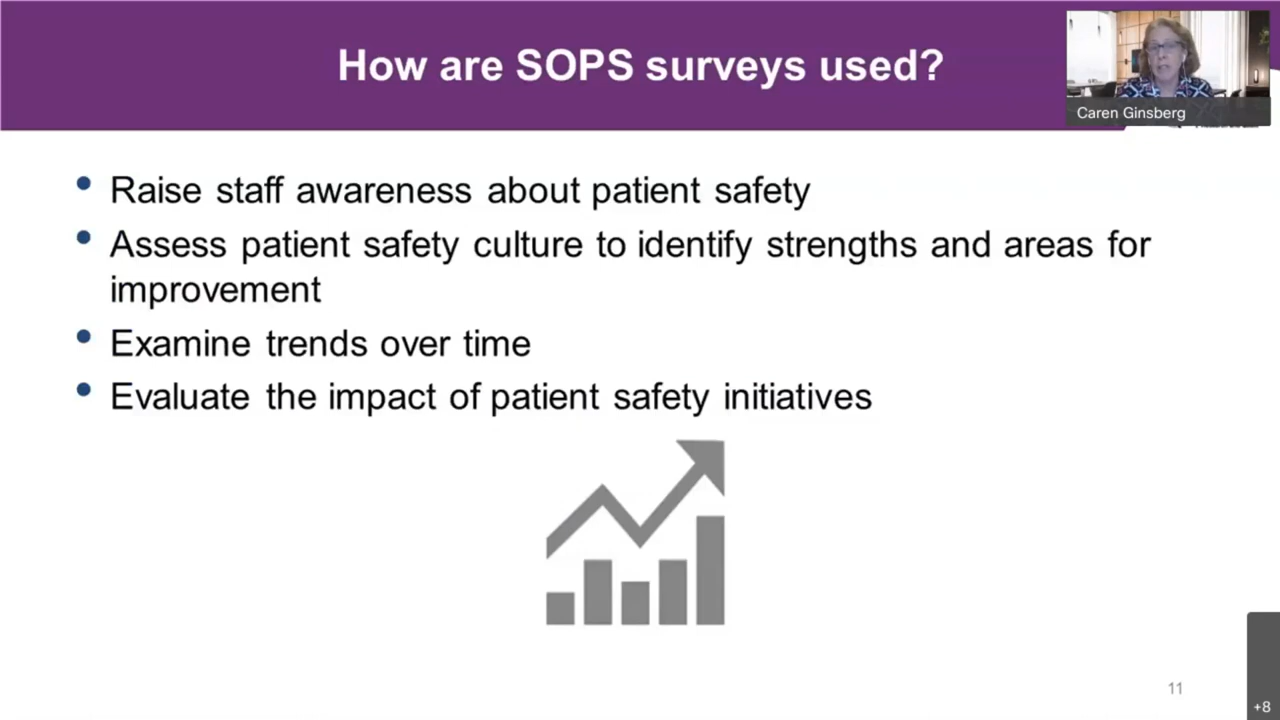 How are SOPS surveys used?
Caren Ginsberg
Raise staff awareness about patient safety
Assess patient safety culture to identify strengths and areas for
improvement
Examine trends over time
Evaluate the impact of patient safety initiatives
11
+8